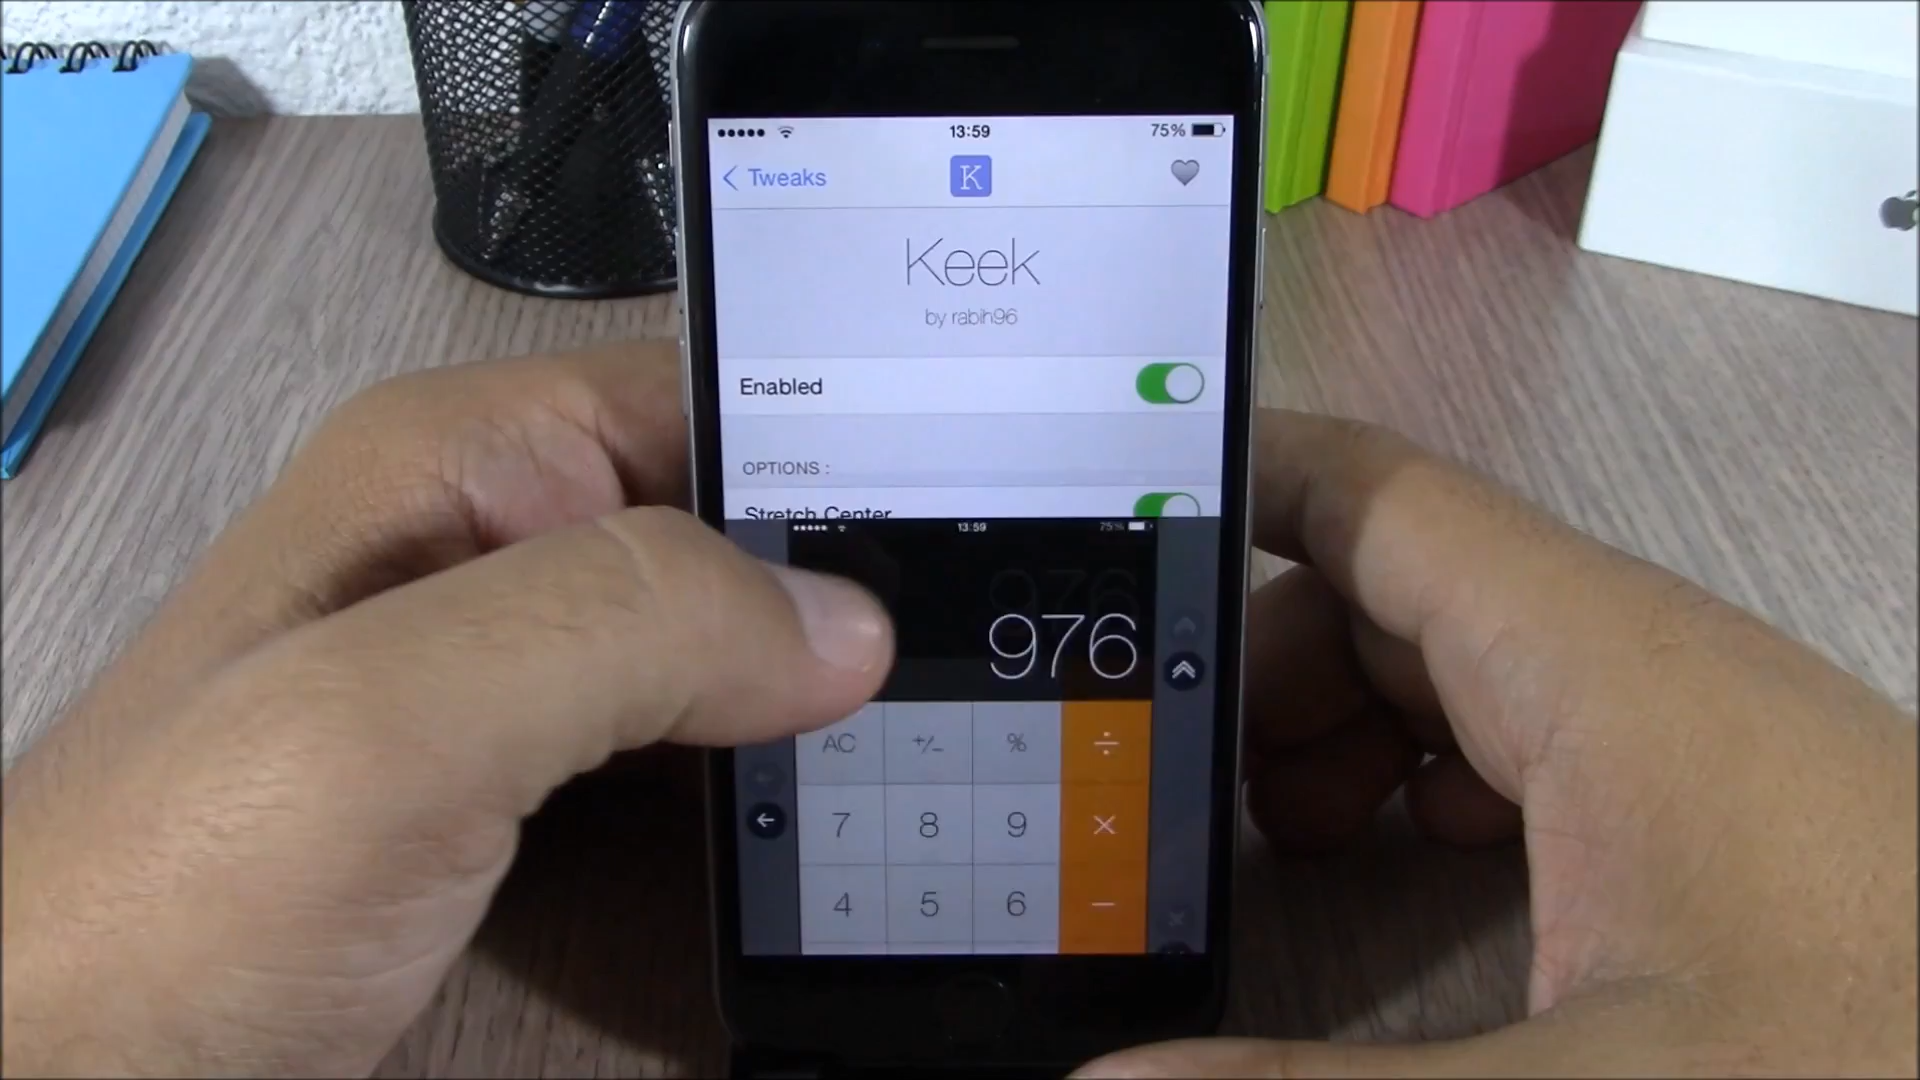 13:59 75%
Tweaks K
Keek
by rabih96
Enabled
OPTIONS :
Stretch Center
13:59 75%
976
AC +/- % ÷
7 8 9 ×
4 5 6 −